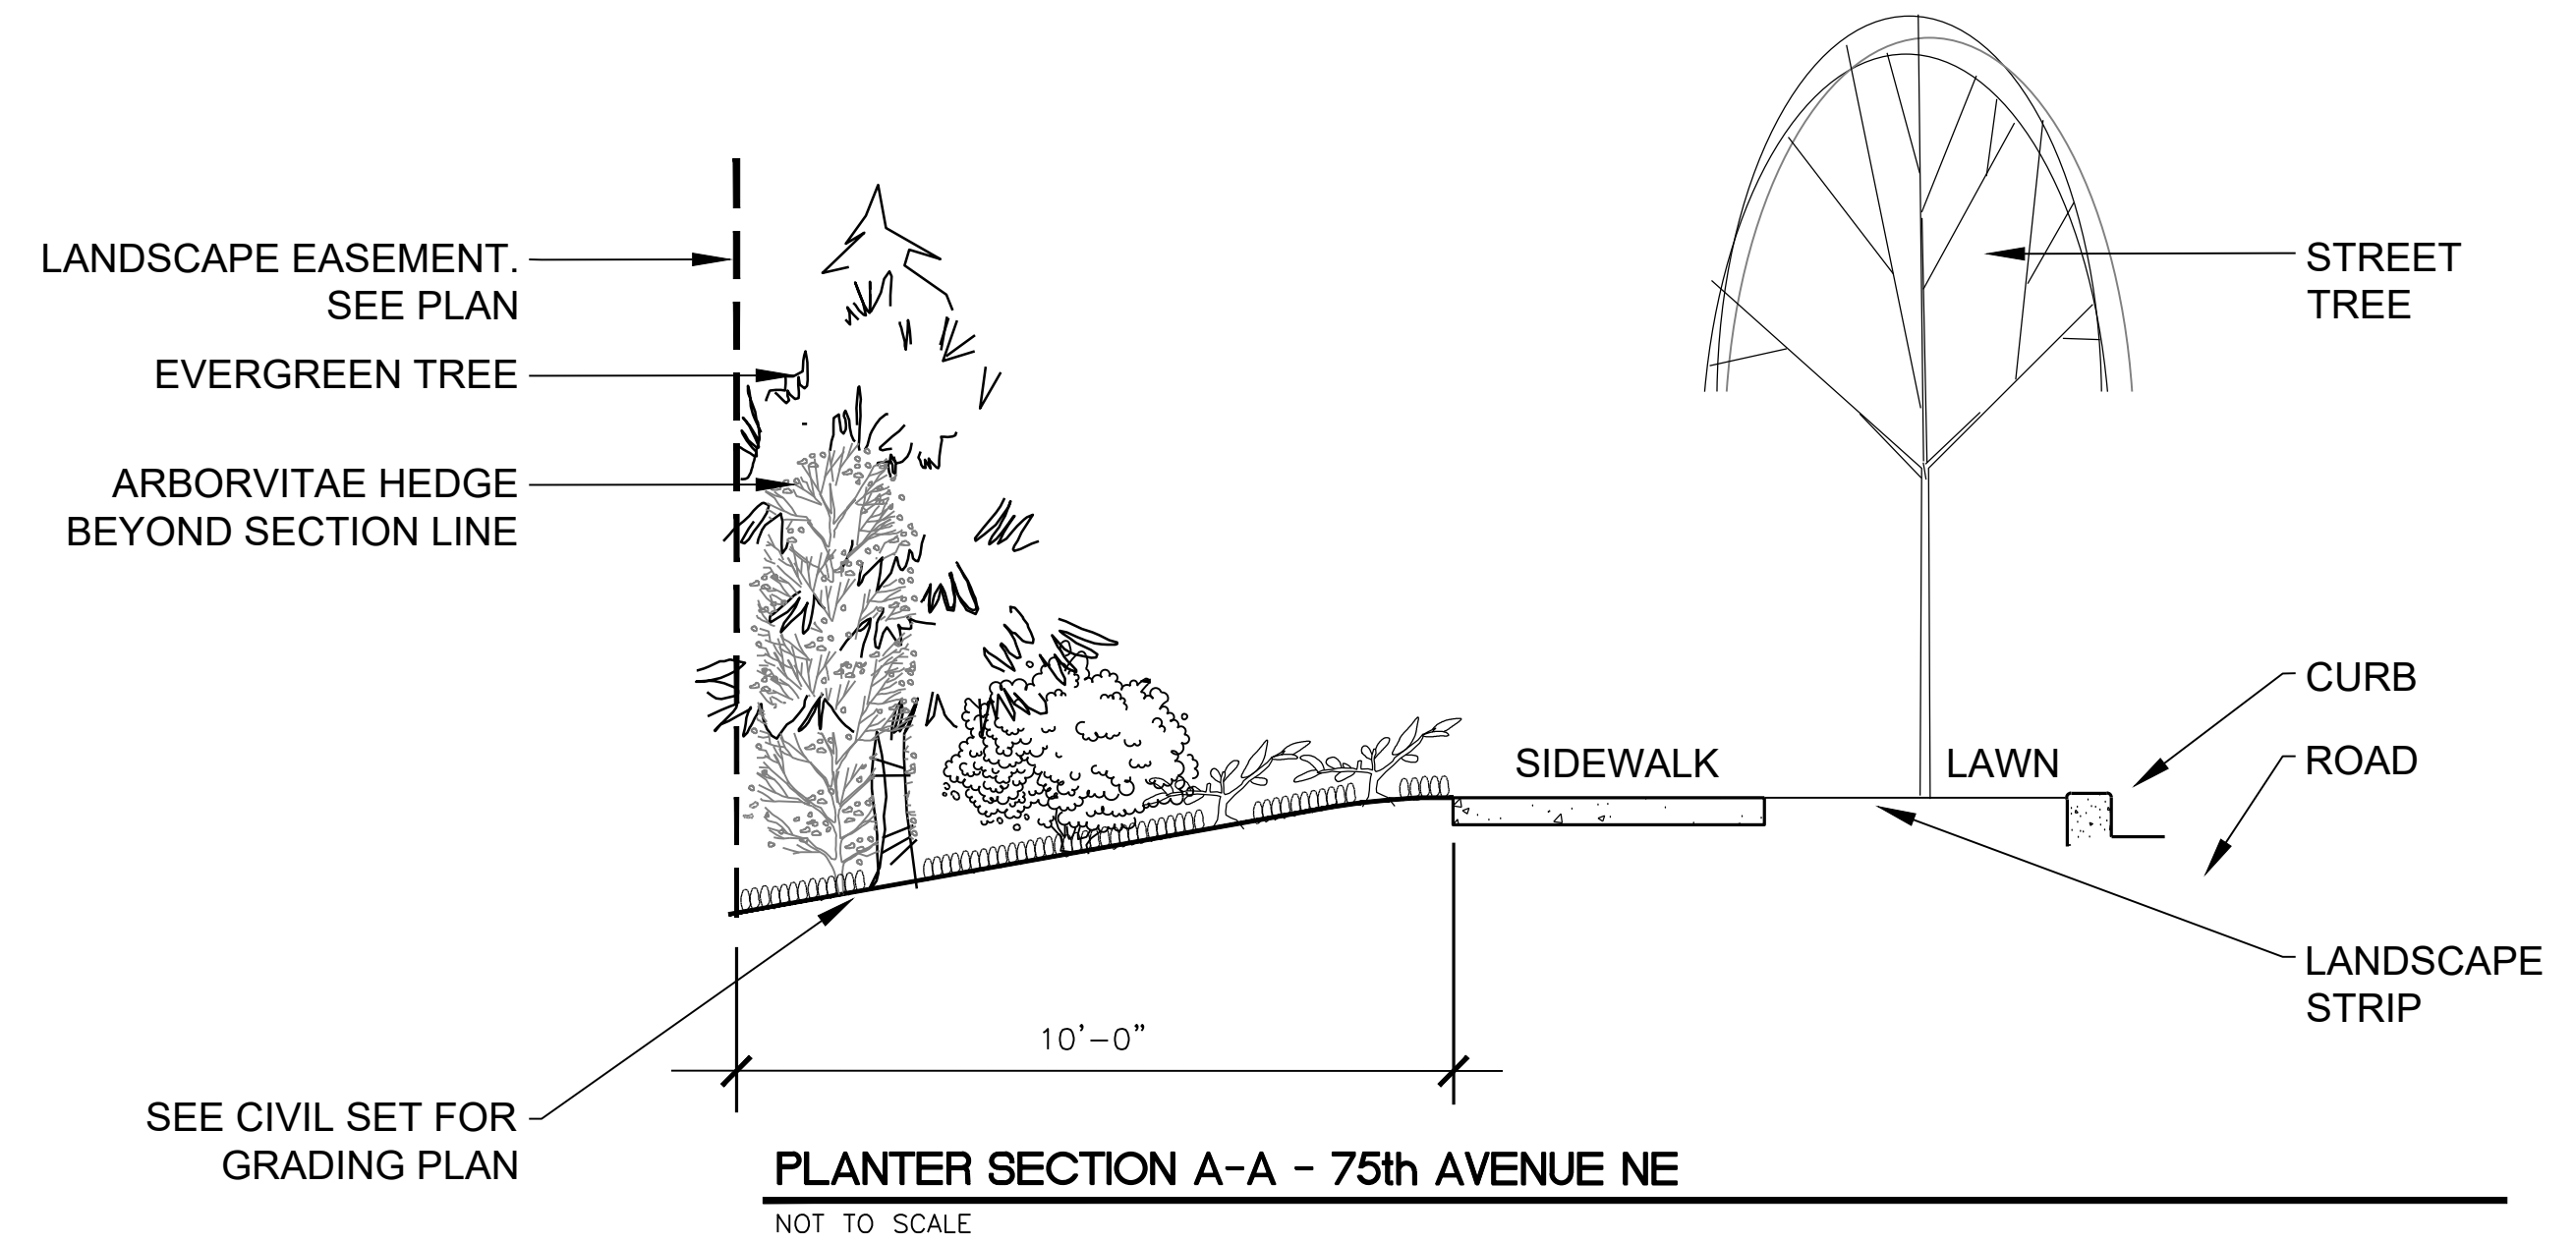 LANDSCAPE EASEMENT.
SEE PLAN
EVERGREEN TREE
ARBORVITAE HEDGE
BEYOND SECTION LINE
STREET
TREE
CURB
SIDEWALK
LAWN
ROAD
LANDSCAPE
STRIP
10'-0"
SEE CIVIL SET FOR
GRADING PLAN
PLANTER SECTION A-A - 75th AVENUE NE
NOT TO SCALE